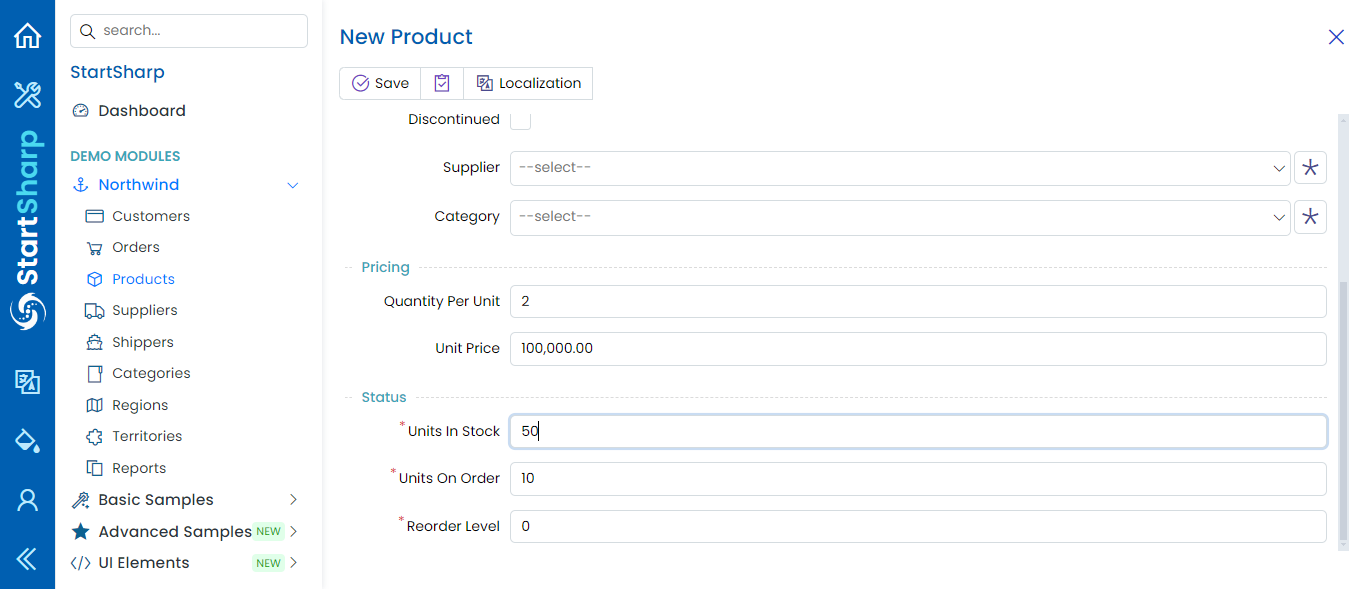 StartSharp
search...
StartSharp
Dashboard
DEMO MODULES
Northwind
Customers
Orders
Products
Suppliers
Shippers
Categories
Regions
Territories
Reports
Basic Samples
Advanced Samples NEW
UI Elements NEW
New Product
Save Localization
Discontinued
Supplier --select--
Category --select--
Pricing
Quantity Per Unit 2
Unit Price 100,000.00
Status
*Units In Stock 50
*Units On Order 10
*Reorder Level 0